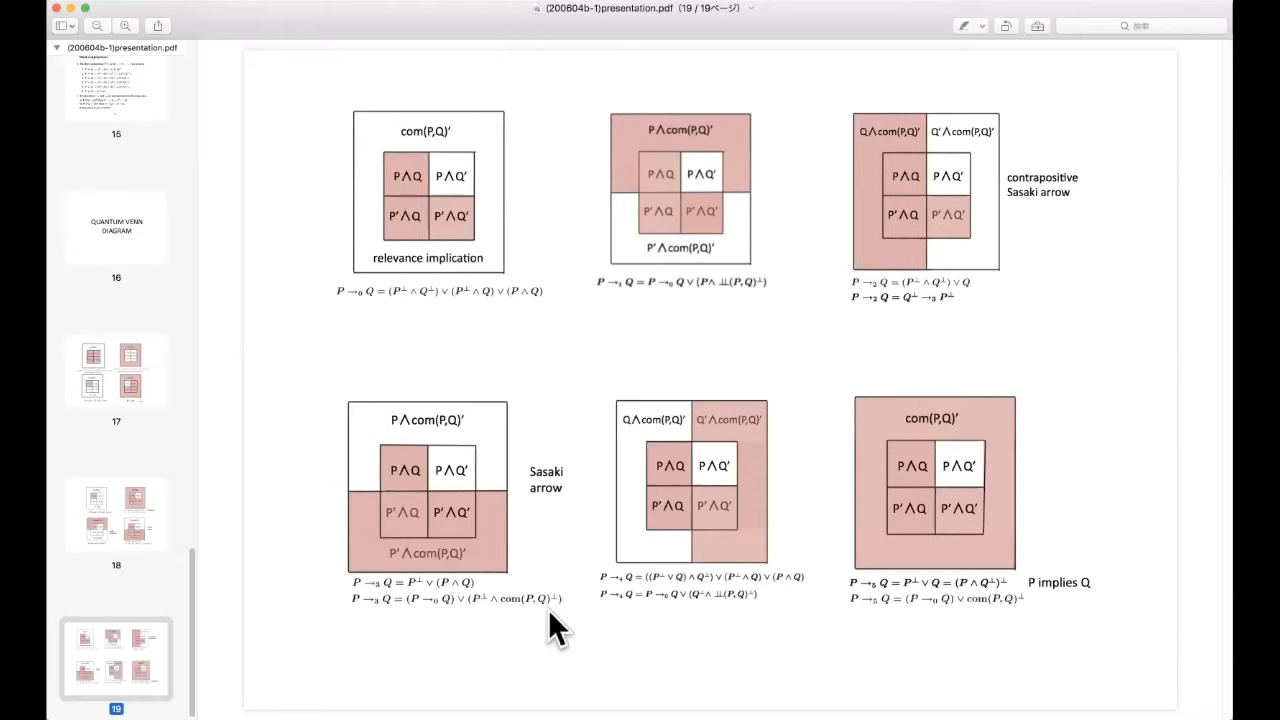 (200604b-1)presentation.pdf (19 / 19ページ)
検索
(200604b-1)presentation.pdf
15
QUANTUM VENN
DIAGRAM
16
17
18
19
com(P,Q)'
P∧Q
P∧Q'
P'∧Q
P'∧Q'
relevance implication
P →₀ Q = (P⊥ ∧ Q⊥) ∨ (P⊥ ∧ Q) ∨ (P ∧ Q)
P∧com(P,Q)'
P∧Q
P∧Q'
P'∧Q
P'∧Q'
P'∧com(P,Q)'
P →₁ Q = P →₀ Q ∨ (P∧ ⫫(P,Q)⊥)
Q∧com(P,Q)'
Q'∧com(P,Q)'
P∧Q
P∧Q'
P'∧Q
P'∧Q'
contrapositive
Sasaki arrow
P →₂ Q = (P⊥ ∧ Q⊥) ∨ Q
P →₂ Q = Q⊥ →₃ P⊥
P∧com(P,Q)'
P∧Q
P∧Q'
P'∧Q
P'∧Q'
P'∧com(P,Q)'
Sasaki
arrow
P →₃ Q = P⊥ ∨ (P ∧ Q)
P →₃ Q = (P →₀ Q) ∨ (P⊥ ∧ com(P,Q)⊥)
Q∧com(P,Q)'
Q'∧com(P,Q)'
P∧Q
P∧Q'
P'∧Q
P'∧Q'
P →₄ Q = ((P⊥ ∨ Q) ∧ Q⊥) ∨ (P⊥ ∧ Q) ∨ (P ∧ Q)
P →₄ Q = P →₀ Q ∨ (Q⊥∧ ⫫(P,Q)⊥)
com(P,Q)'
P∧Q
P∧Q'
P'∧Q
P'∧Q'
P →₅ Q = P⊥ ∨ Q = (P ∧ Q⊥)⊥
P →₅ Q = (P →₀ Q) ∨ com(P,Q)⊥
P implies Q